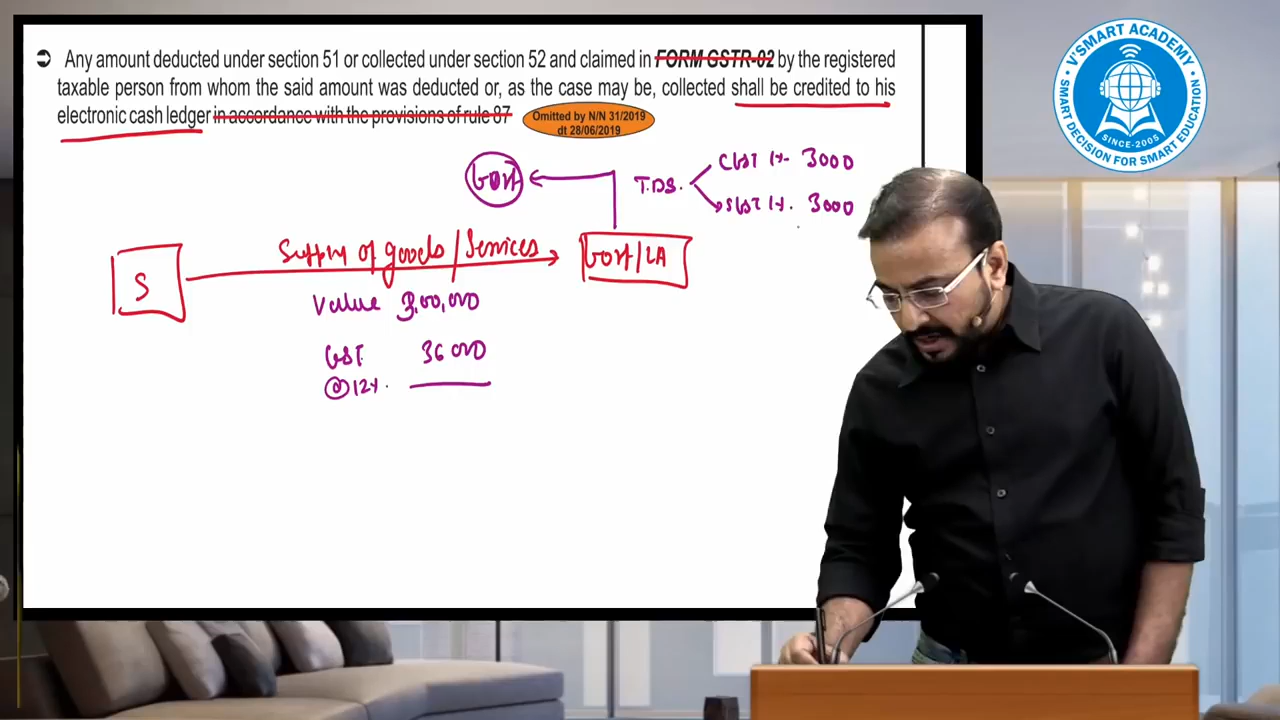 Any amount deducted under section 51 or collected under section 52 and claimed in FORM GSTR-02 by the registered
taxable person from whom the said amount was deducted or, as the case may be, collected shall be credited to his
electronic cash ledger in accordance with the provisions of rule 87
Omitted by N/N 31/2019
dt 28/06/2019
V'SMART ACADEMY
SMART DECISION FOR SMART EDUCATION
SINCE-2005
Govt
T.D.S.
CGST 1%. 3000
SGST 1%. 3000
S
Supply of goods/Services
Govt/LA
Value 3,00,000
GST 36000
@12%.